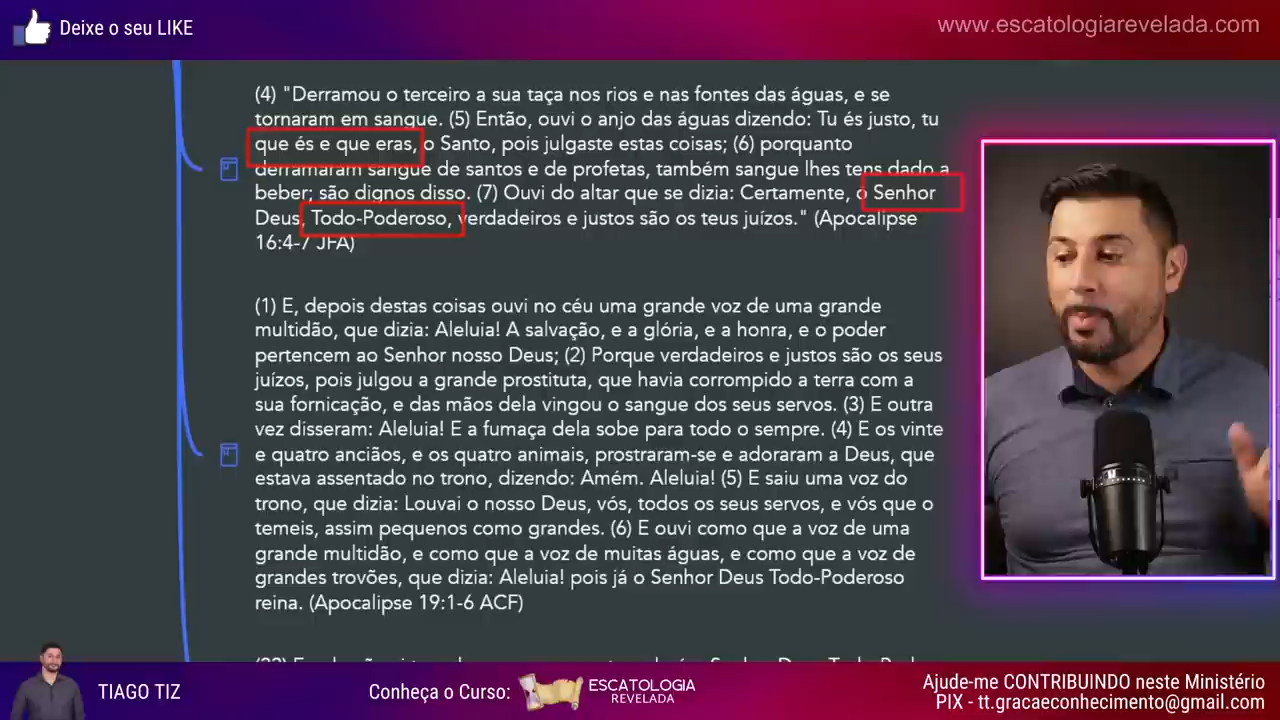 Deixe o seu LIKE
www.escatologiarevelada.com
(4) "Derramou o terceiro a sua taça nos rios e nas fontes das águas, e se
tornaram em sangue. (5) Então, ouvi o anjo das águas dizendo: Tu és justo, tu
que és e que eras, o Santo, pois julgaste estas coisas; (6) porquanto
derramaram sangue de santos e de profetas, também sangue lhes tens dado a
beber; são dignos disso. (7) Ouvi do altar que se dizia: Certamente, ó Senhor
Deus, Todo-Poderoso, verdadeiros e justos são os teus juízos." (Apocalipse
16:4-7 JFA)
(1) E, depois destas coisas ouvi no céu uma grande voz de uma grande
multidão, que dizia: Aleluia! A salvação, e a glória, e a honra, e o poder
pertencem ao Senhor nosso Deus; (2) Porque verdadeiros e justos são os seus
juízos, pois julgou a grande prostituta, que havia corrompido a terra com a
sua fornicação, e das mãos dela vingou o sangue dos seus servos. (3) E outra
vez disseram: Aleluia! E a fumaça dela sobe para todo o sempre. (4) E os vinte
e quatro anciãos, e os quatro animais, prostraram-se e adoraram a Deus, que
estava assentado no trono, dizendo: Amém. Aleluia! (5) E saiu uma voz do
trono, que dizia: Louvai o nosso Deus, vós, todos os seus servos, e vós que o
temeis, assim pequenos como grandes. (6) E ouvi como que a voz de uma
grande multidão, e como que a voz de muitas águas, e como que a voz de
grandes trovões, que dizia: Aleluia! pois já o Senhor Deus Todo-Poderoso
reina. (Apocalipse 19:1-6 ACF)
TIAGO TIZ
Conheça o Curso:
ESCATOLOGIA
REVELADA
Ajude-me CONTRIBUINDO neste Ministério
PIX - tt.gracaeconhecimento@gmail.com